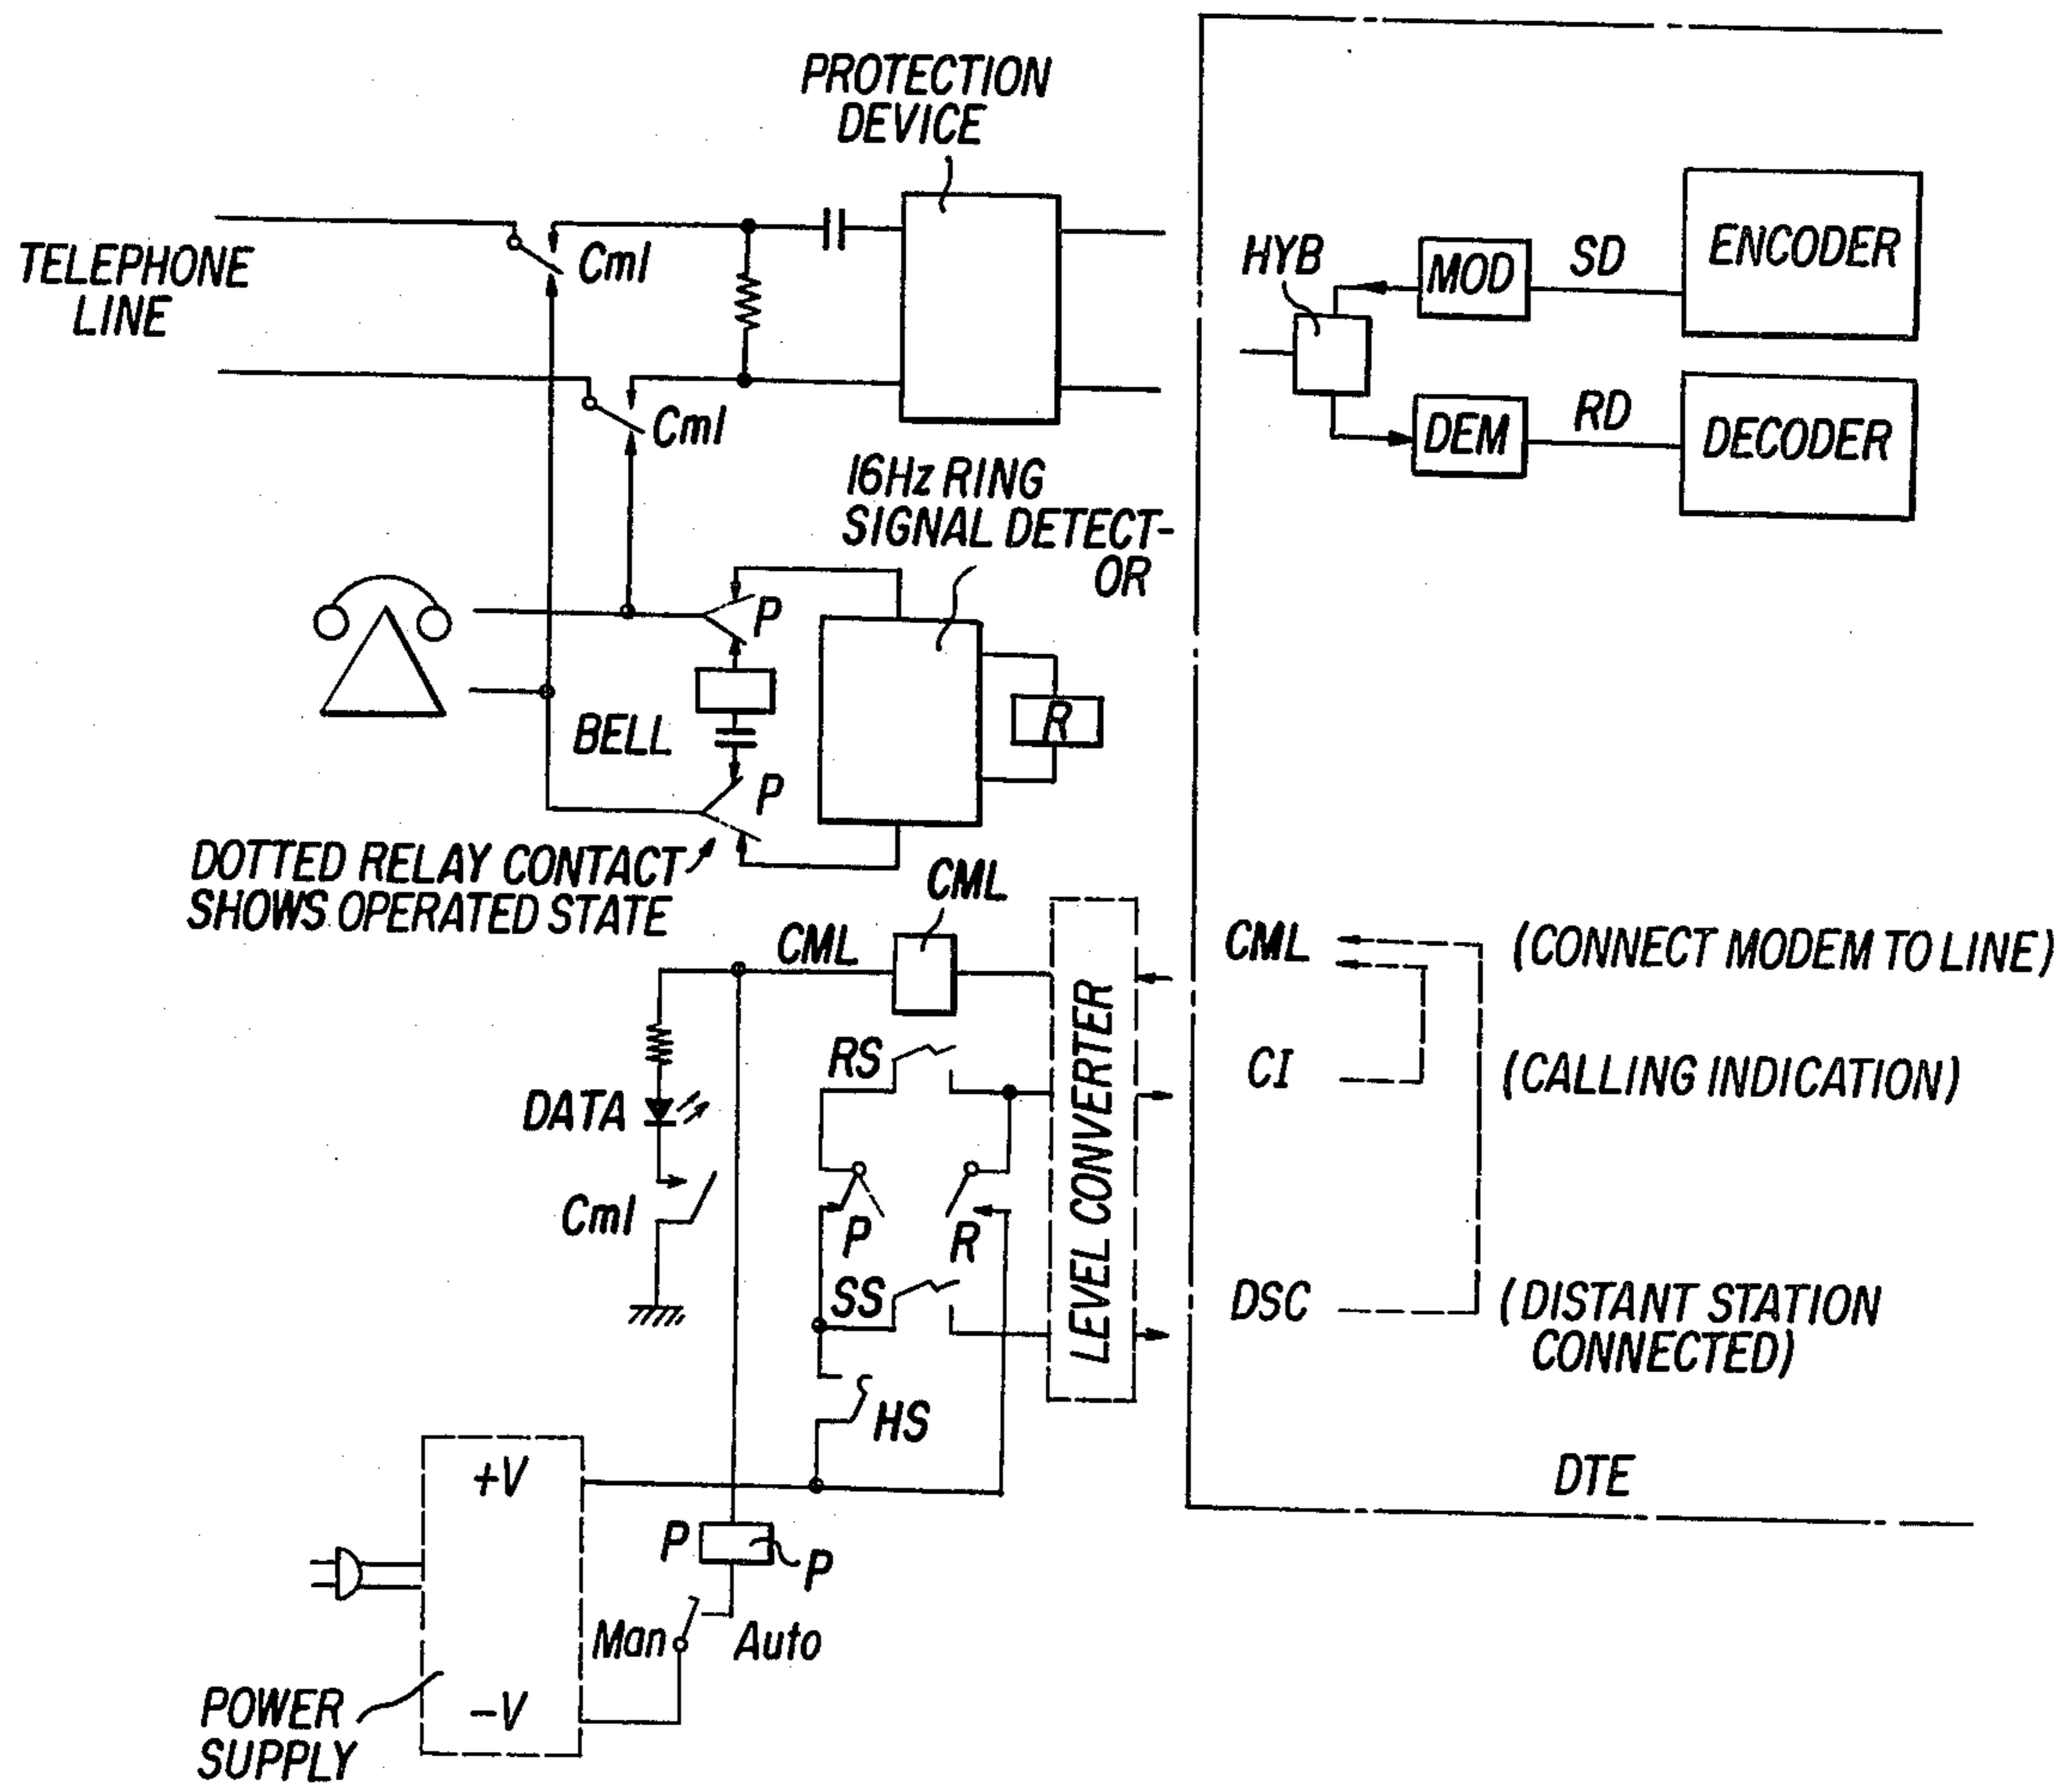 PROTECTION
DEVICE
TELEPHONE
LINE
Cml
Cml
HYB
MOD
SD
ENCODER
DEM
RD
DECODER
16Hz RING
SIGNAL DETECT-
OR
P
BELL
R
P
DOTTED RELAY CONTACT
SHOWS OPERATED STATE
CML
CML
CML
(CONNECT MODEM TO LINE)
RS
CI
(CALLING INDICATION)
DATA
LEVEL CONVERTER
Cml
P
R
SS
DSC
(DISTANT STATION
CONNECTED)
HS
+V
DTE
P
P
Man
Auto
-V
POWER
SUPPLY